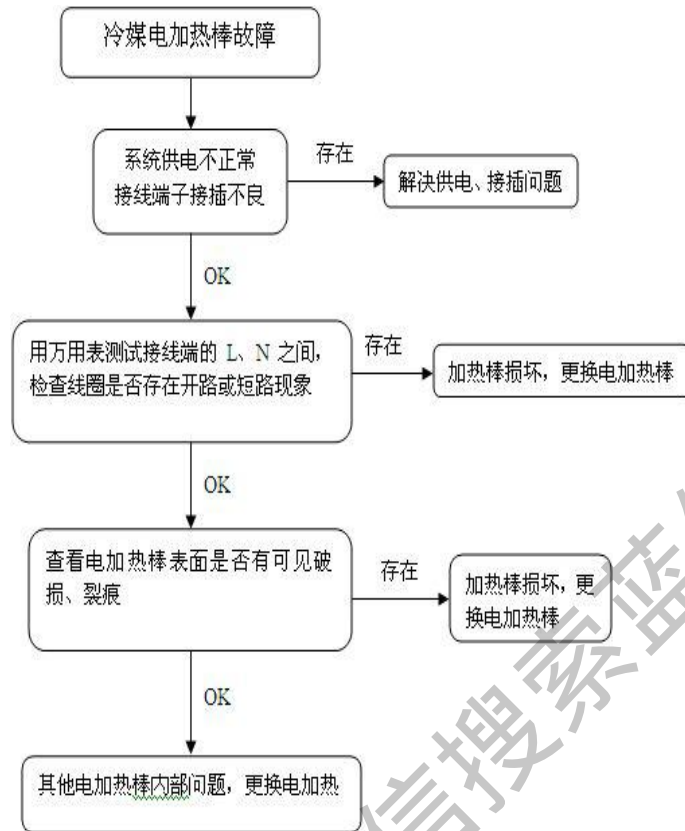 冷媒电加热棒故障
系统供电不正常
接线端子接插不良
存在
解决供电、接插问题
OK
用万用表测试接线端的 L、N 之间，
检查线圈是否存在开路或短路现象
存在
加热棒损坏，更换电加热棒
OK
查看电加热棒表面是否有可见破
损、裂痕
存在
加热棒损坏，更
换电加热棒
OK
其他电加热棒内部问题，更换电加热
信搜索蓝